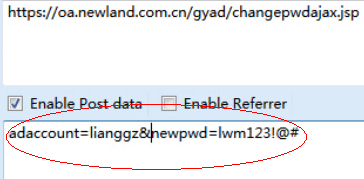 https://oa.newland.com.cn/gyad/changepwdajax.jsp
Enable Post data Enable Referrer
adaccount=lianggz&newpwd=lwm123!@#